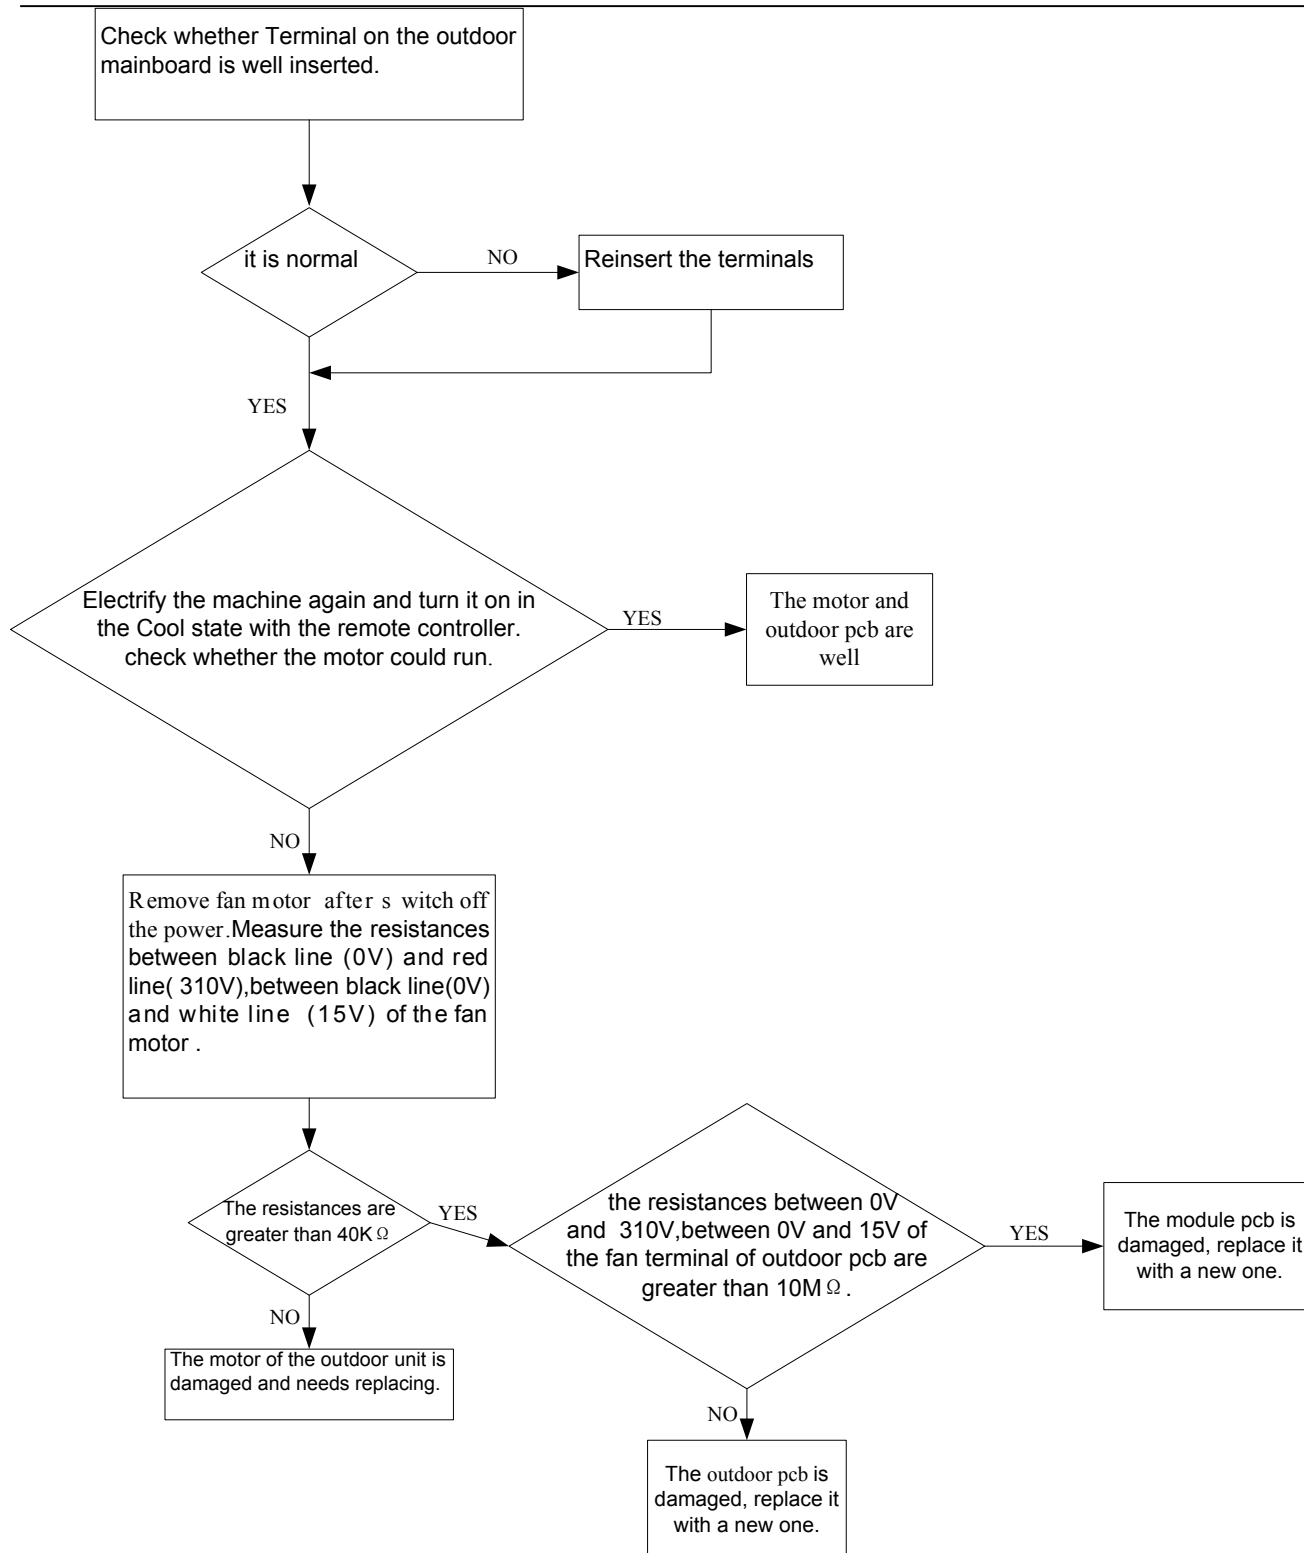 Check whether Terminal on the outdoor
mainboard is well inserted.
it is normal
NO
Reinsert the terminals
YES
Electrify the machine again and turn it on in
the Cool state with the remote controller.
check whether the motor could run.
YES
The motor and
outdoor pcb are
well
NO
Remove fan motor after s witch off
the power.Measure the resistances
between black line (0V) and red
line( 310V),between black line(0V)
and white line (15V) of the fan
motor .
The resistances are
greater than 40KΩ
YES
the resistances between 0V
and 310V,between 0V and 15V of
the fan terminal of outdoor pcb are
greater than 10MΩ.
YES
The module pcb is
damaged, replace it
with a new one.
NO
The motor of the outdoor unit is
damaged and needs replacing.
NO
The outdoor pcb is
damaged, replace it
with a new one.